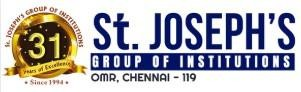 St. JOSEPH'S GROUP OF INSTITUTIONS
31
Years of Excellence
Since 1994
St. JOSEPH'S
GROUP OF INSTITUTIONS
OMR, CHENNAI - 119